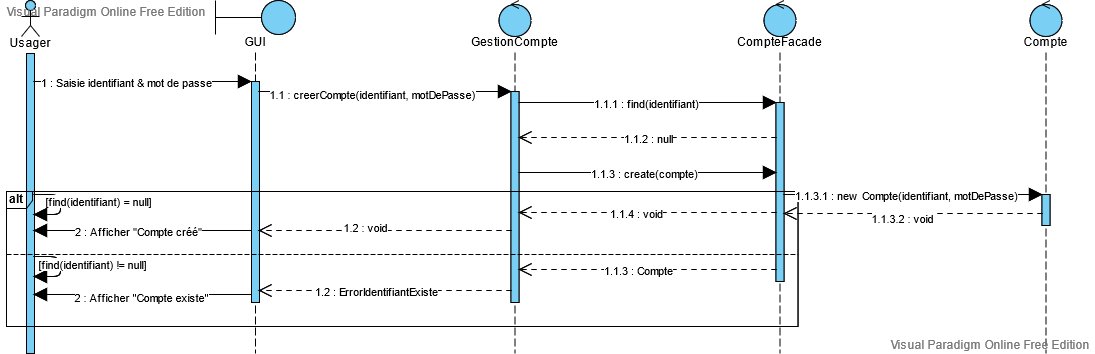 Visual Paradigm Online Free Edition
Usager
GUI
GestionCompte
CompteFacade
Compte
1 : Saisie identifiant & mot de passe
1.1 : creerCompte(identifiant, motDePasse)
1.1.1 : find(identifiant)
1.1.2 : null
1.1.3 : create(compte)
alt
[find(identifiant) = null]
1.1.3.1 : new Compte(identifiant, motDePasse)
1.1.4 : void
1.1.3.2 : void
2 : Afficher "Compte créé"
1.2 : void
[find(identifiant) != null]
1.1.3 : Compte
2 : Afficher "Compte existe"
1.2 : ErrorIdentifiantExiste
Visual Paradigm Online Free Edition